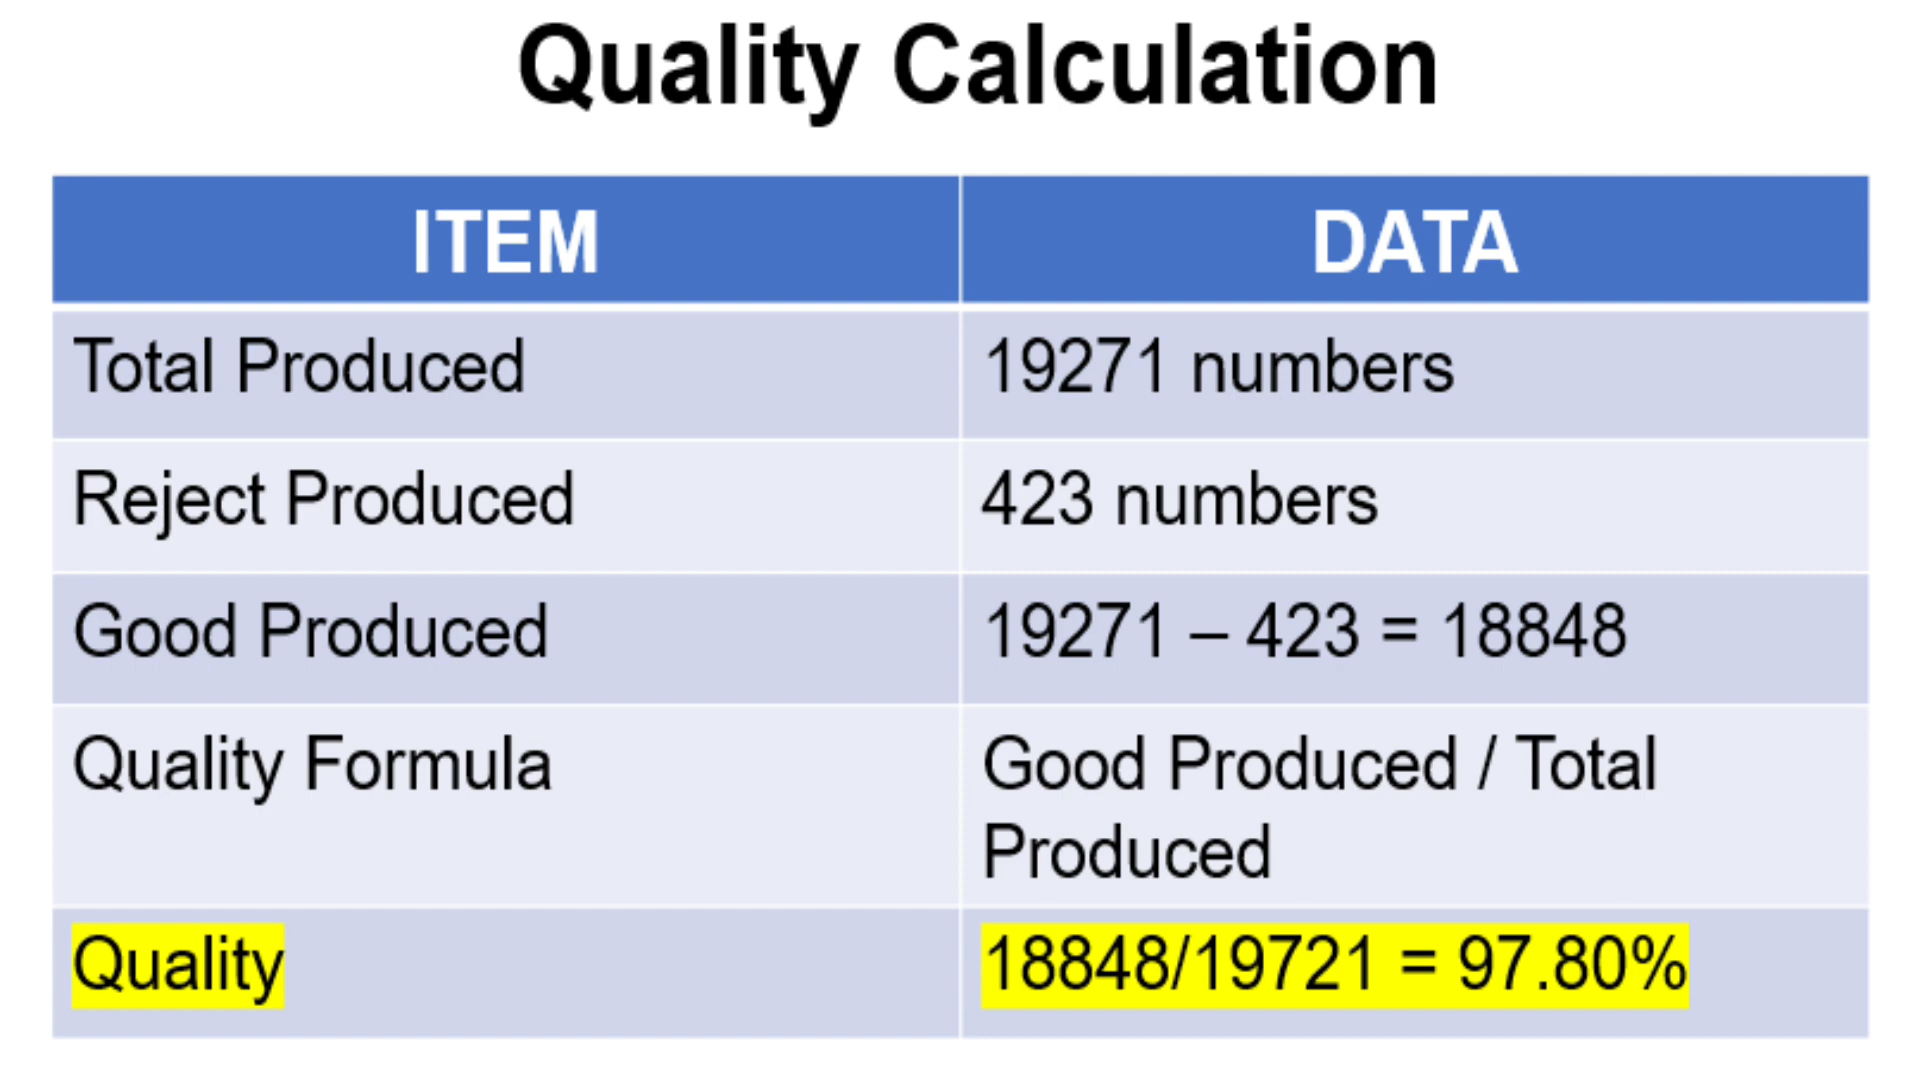 Quality Calculation
ITEM DATA
Total Produced 19271 numbers
Reject Produced 423 numbers
Good Produced 19271 – 423 = 18848
Quality Formula Good Produced / Total
Produced
Quality 18848/19721 = 97.80%